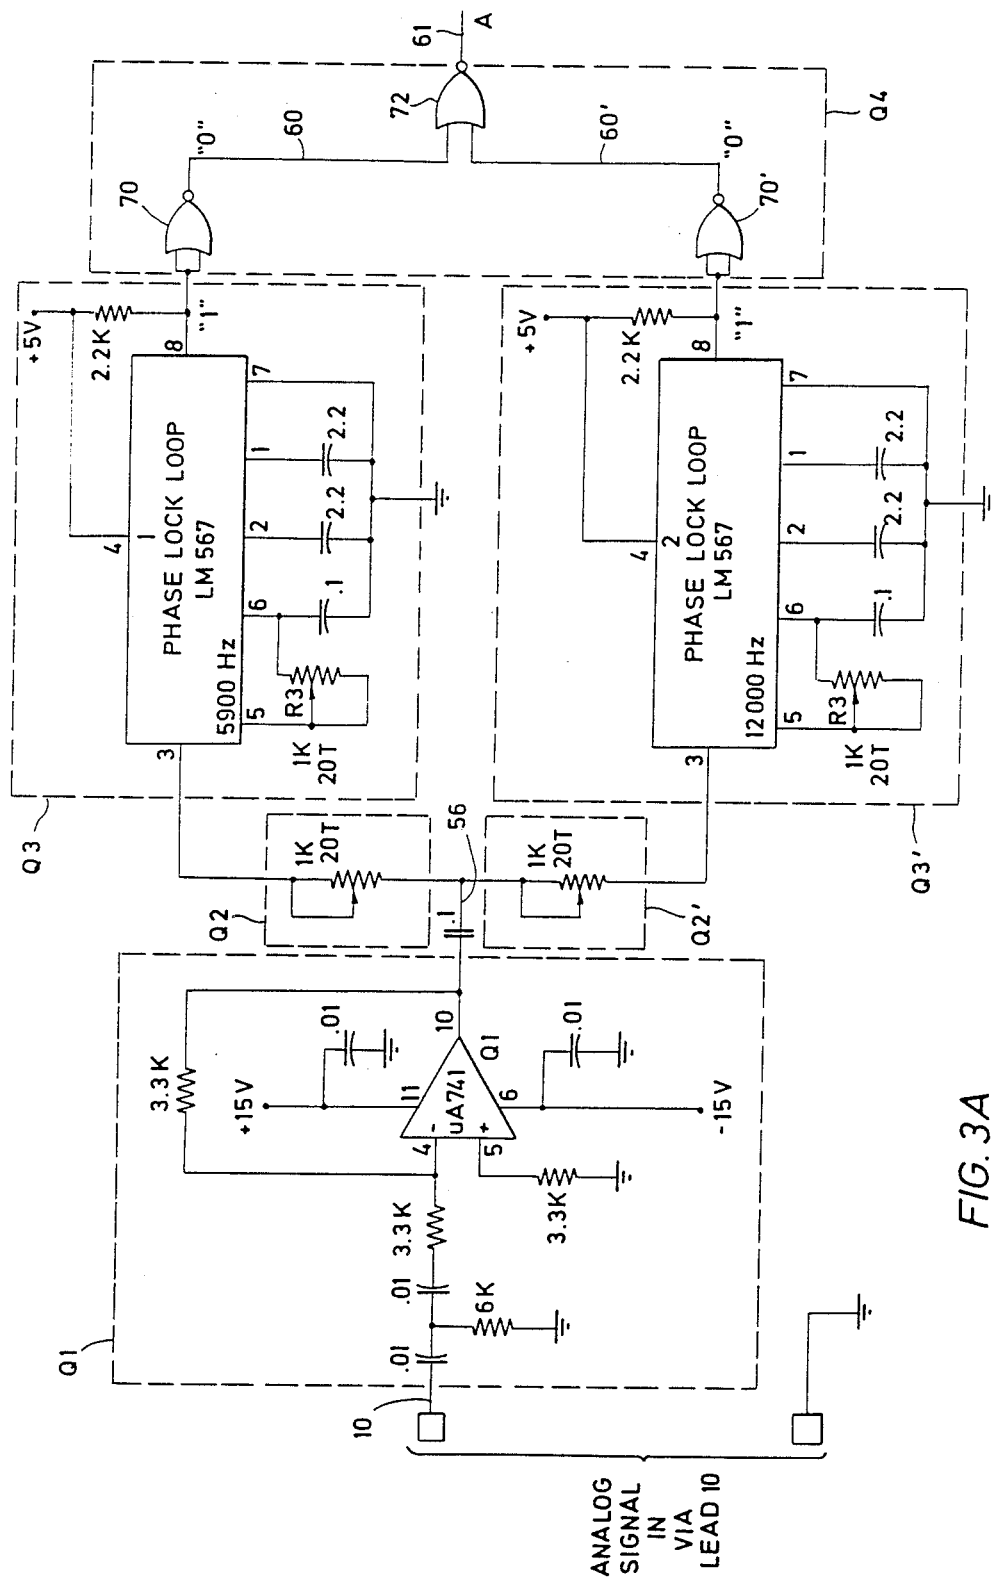 ANALOG
SIGNAL
IN
VIA
LEAD 10
10
Q1
.01
.01
6K
3.3K
3.3K
3.3K
+15V
.01
4
-
uA741
+
5
11
6
10
Q1
.01
-15V
.1
56
Q2
1K
20T
Q2'
1K
20T
Q3
3
4
1
PHASE LOCK LOOP
LM 567
5900 Hz
5
6
2
1
7
8
R3
1K
20T
.1
2.2
2.2
+5V
2.2K
"1"
Q3'
3
4
2
PHASE LOCK LOOP
LM 567
12000 Hz
5
6
2
1
7
8
R3
1K
20T
.1
2.2
2.2
+5V
2.2K
"1"
70
"0"
60
70'
"0"
60'
72
61
A
Q4
FIG. 3A